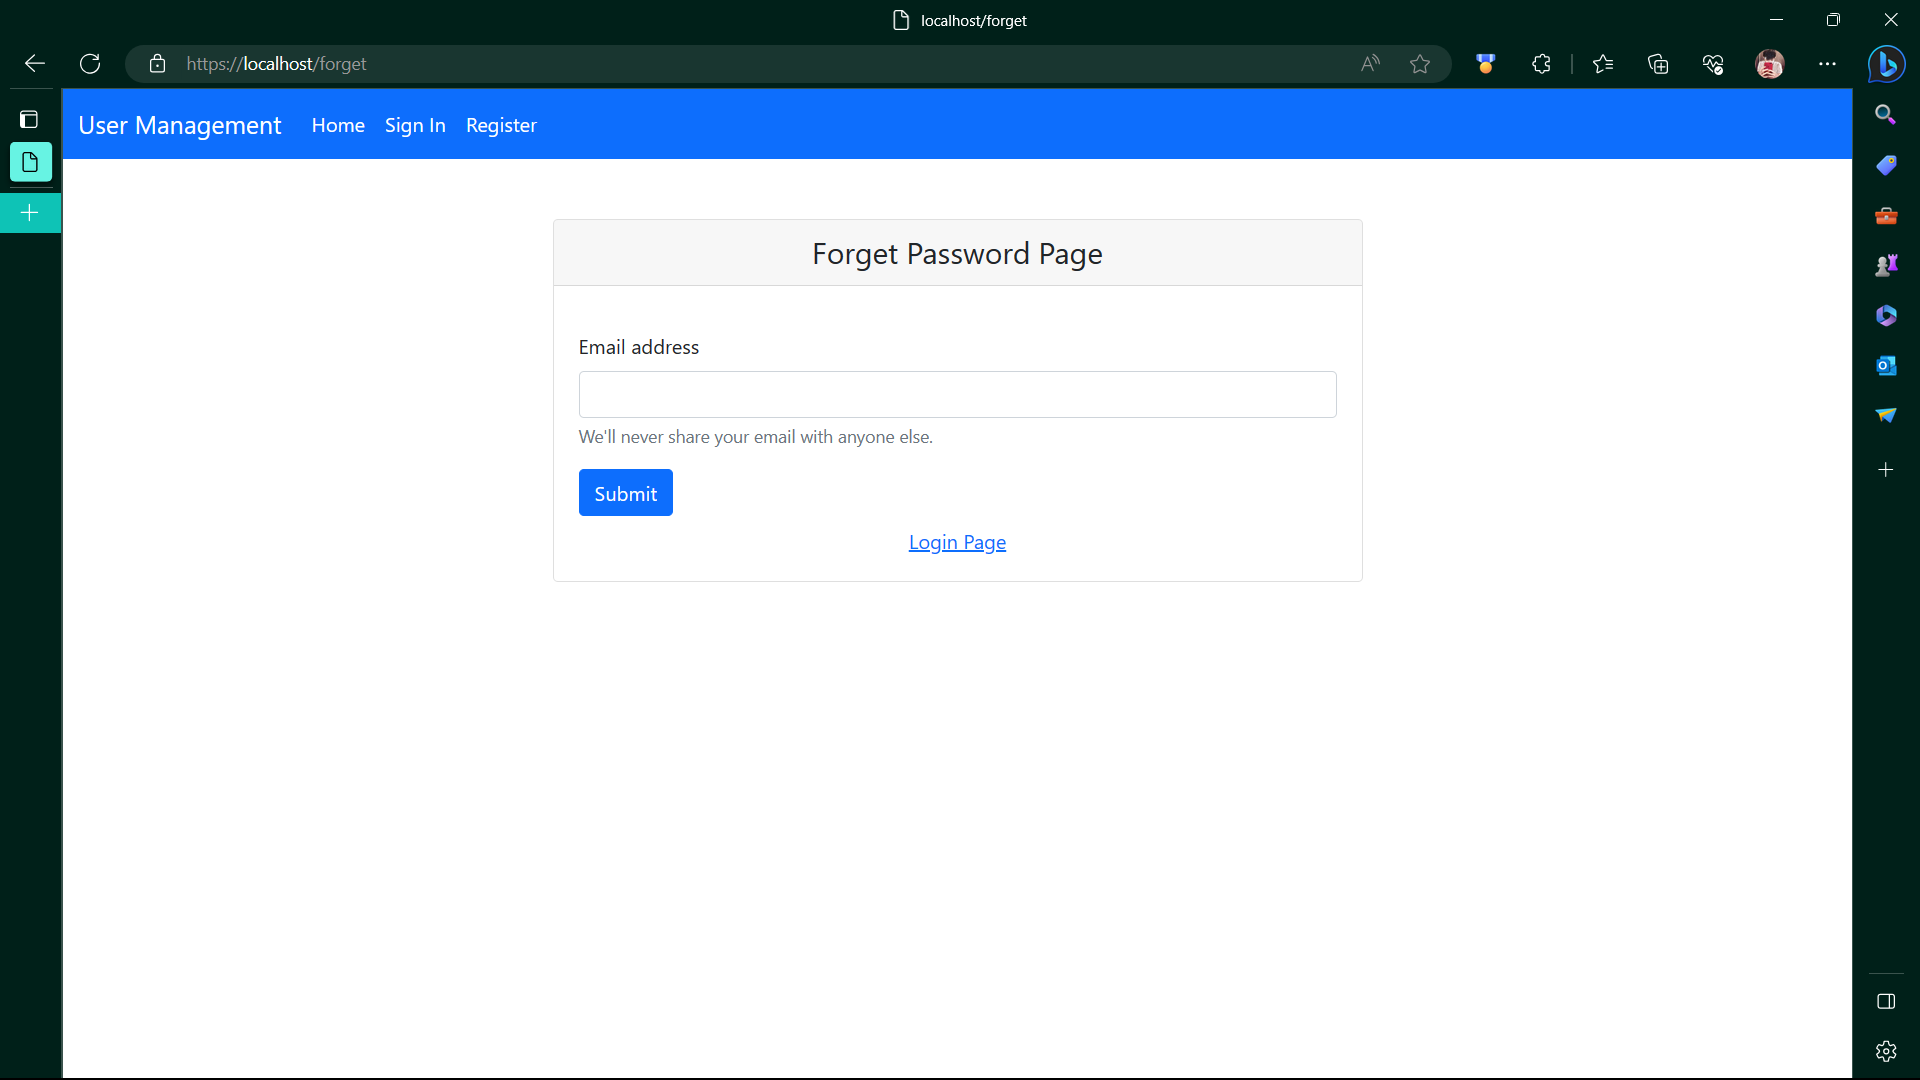 localhost/forget
https://localhost/forget
User Management Home Sign In Register
Forget Password Page
Email address
We'll never share your email with anyone else.
Submit
Login Page